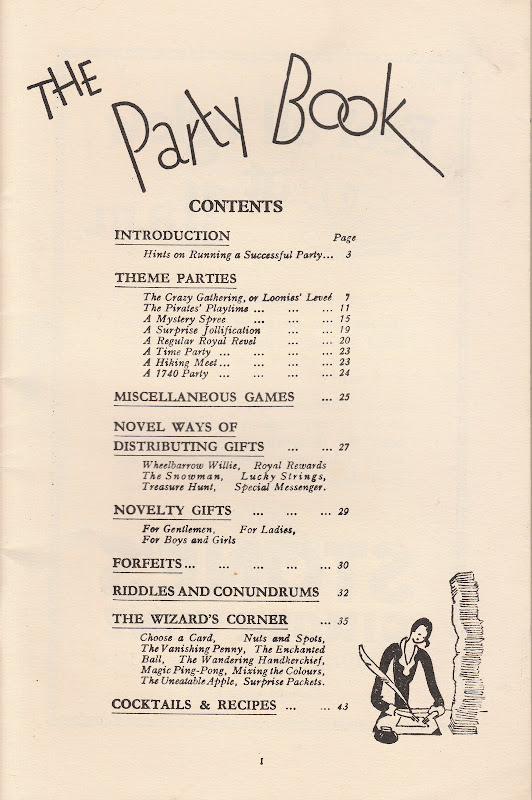 THE
Party Book
CONTENTS
INTRODUCTION Page
Hints on Running a Successful Party... 3
THEME PARTIES
The Crazy Gathering, or Loonies' Leveé 7
The Pirates' Playtime ... ... ... 11
A Mystery Spree ... ... ... 15
A Surprise Jollification ... ... 19
A Regular Royal Revel ... ... 20
A Time Party ... ... ... ... 23
A Hiking Meet ... ... ... ... 23
A 1740 Party ... ... ... ... 24
MISCELLANEOUS GAMES ... 25
NOVEL WAYS OF
DISTRIBUTING GIFTS ... ... 27
Wheelbarrow Willie, Royal Rewards
The Snowman, Lucky Strings,
Treasure Hunt, Special Messenger.
NOVELTY GIFTS ... ... ... 29
For Gentlemen, For Ladies,
For Boys and Girls
FORFEITS ... ... ... ... ... 30
RIDDLES AND CONUNDRUMS 32
THE WIZARD'S CORNER ... 35
Choose a Card, Nuts and Spots,
The Vanishing Penny, The Enchanted
Ball, The Wandering Handkerchief,
Magic Ping-Pong, Mixing the Colours,
The Uneatable Apple, Surprise Packets.
COCKTAILS & RECIPES ... ... 43
1